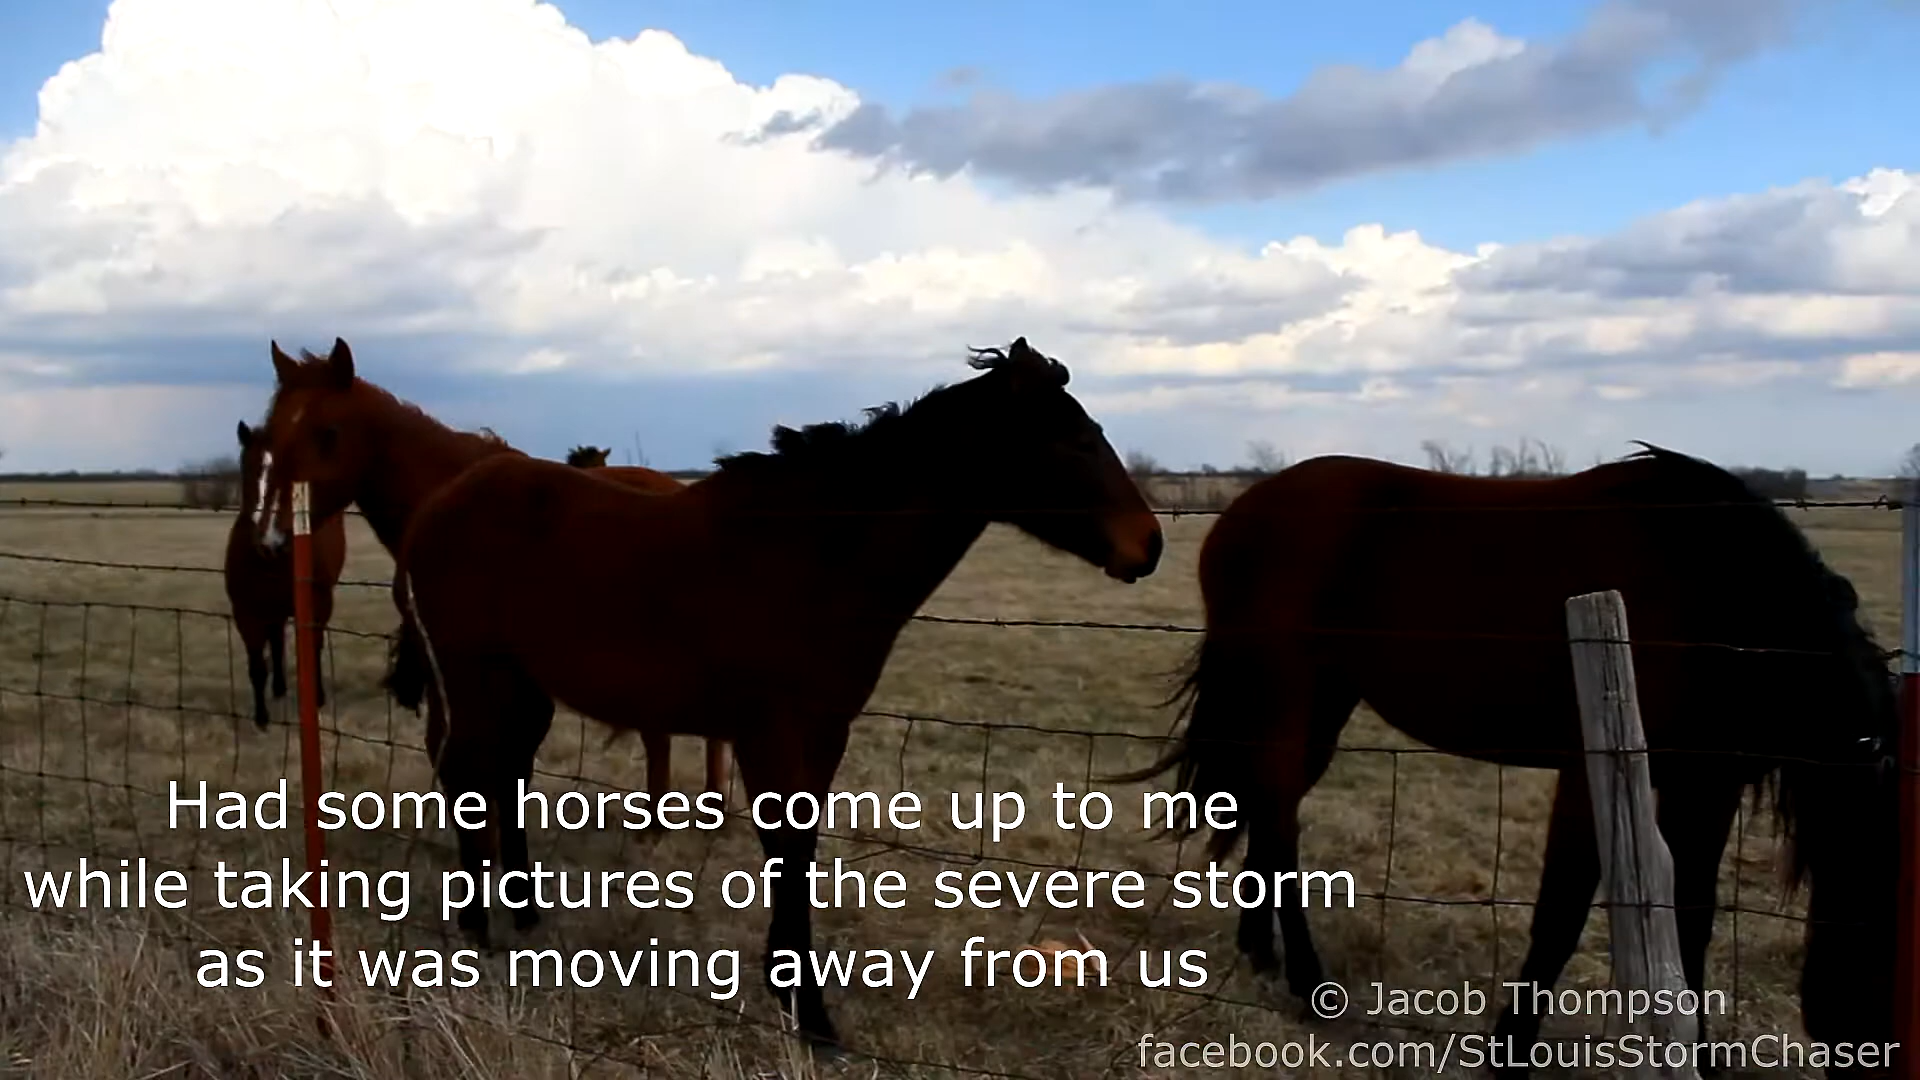 Had some horses come up to me
while taking pictures of the severe storm
as it was moving away from us
© Jacob Thompson
facebook.com/StLouisStormChaser